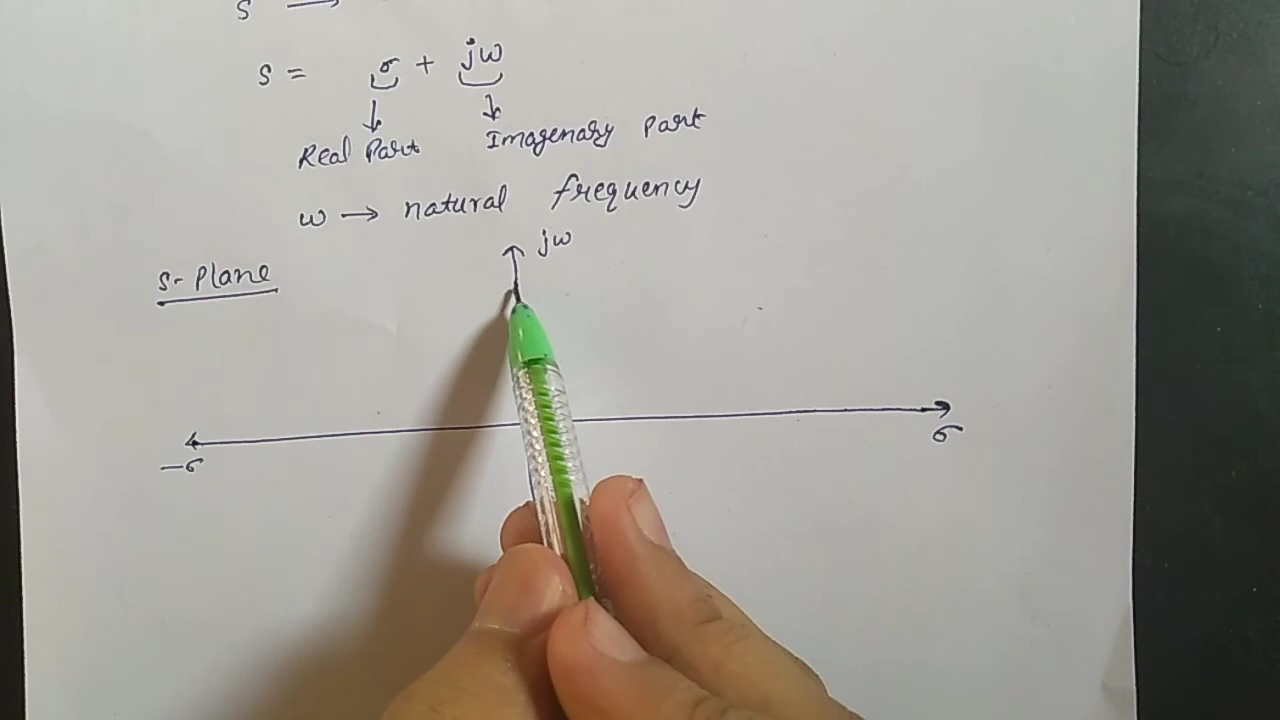 S →
S = σ + jω
Real Part Imagenary Part
ω → natural frequency
jω
S-Plane
-σ σ